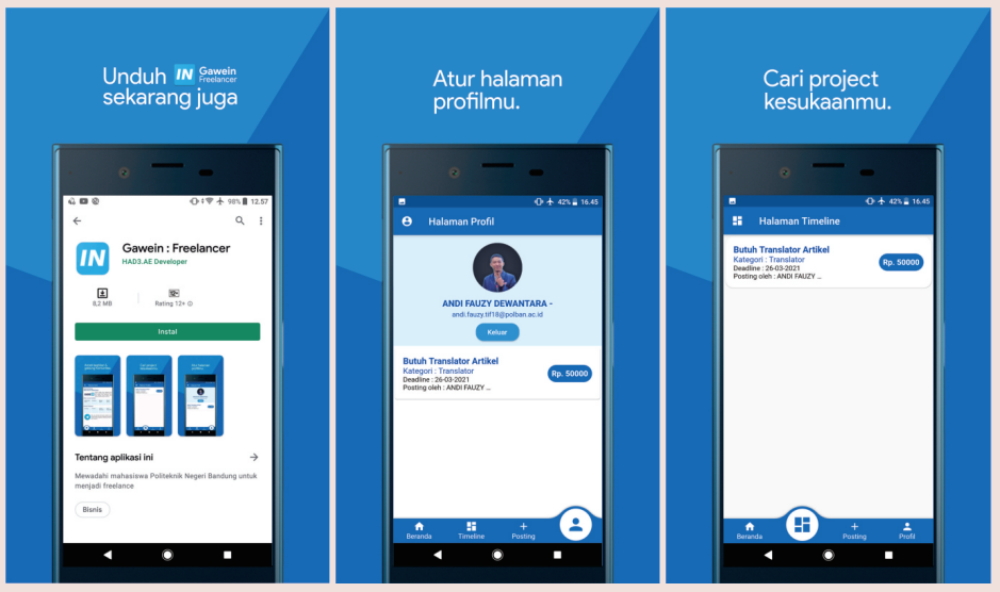 Unduh IN Gawein
Freelancer
sekarang juga
98% 12.57
IN
Gawein : Freelancer
HAD3.AE Developer
8,2 MB
Rating 12+
Instal
Tentang aplikasi ini
Mewadahi mahasiswa Politeknik Negeri Bandung untuk
menjadi freelance
Bisnis
Atur halaman
profilmu.
42% 16.45
Halaman Profil
ANDI FAUZY DEWANTARA -
andi.fauzy.tif18@polban.ac.id
Keluar
Butuh Translator Artikel
Kategori : Translator
Deadline : 26-03-2021
Posting oleh : ANDI FAUZY ...
Rp. 50000
Beranda
Timeline
Posting
Cari project
kesukaanmu.
42% 16.45
Halaman Timeline
Butuh Translator Artikel
Kategori : Translator
Deadline : 26-03-2021
Posting oleh : ANDI FAUZY ...
Rp. 50000
Beranda
Posting
Profil